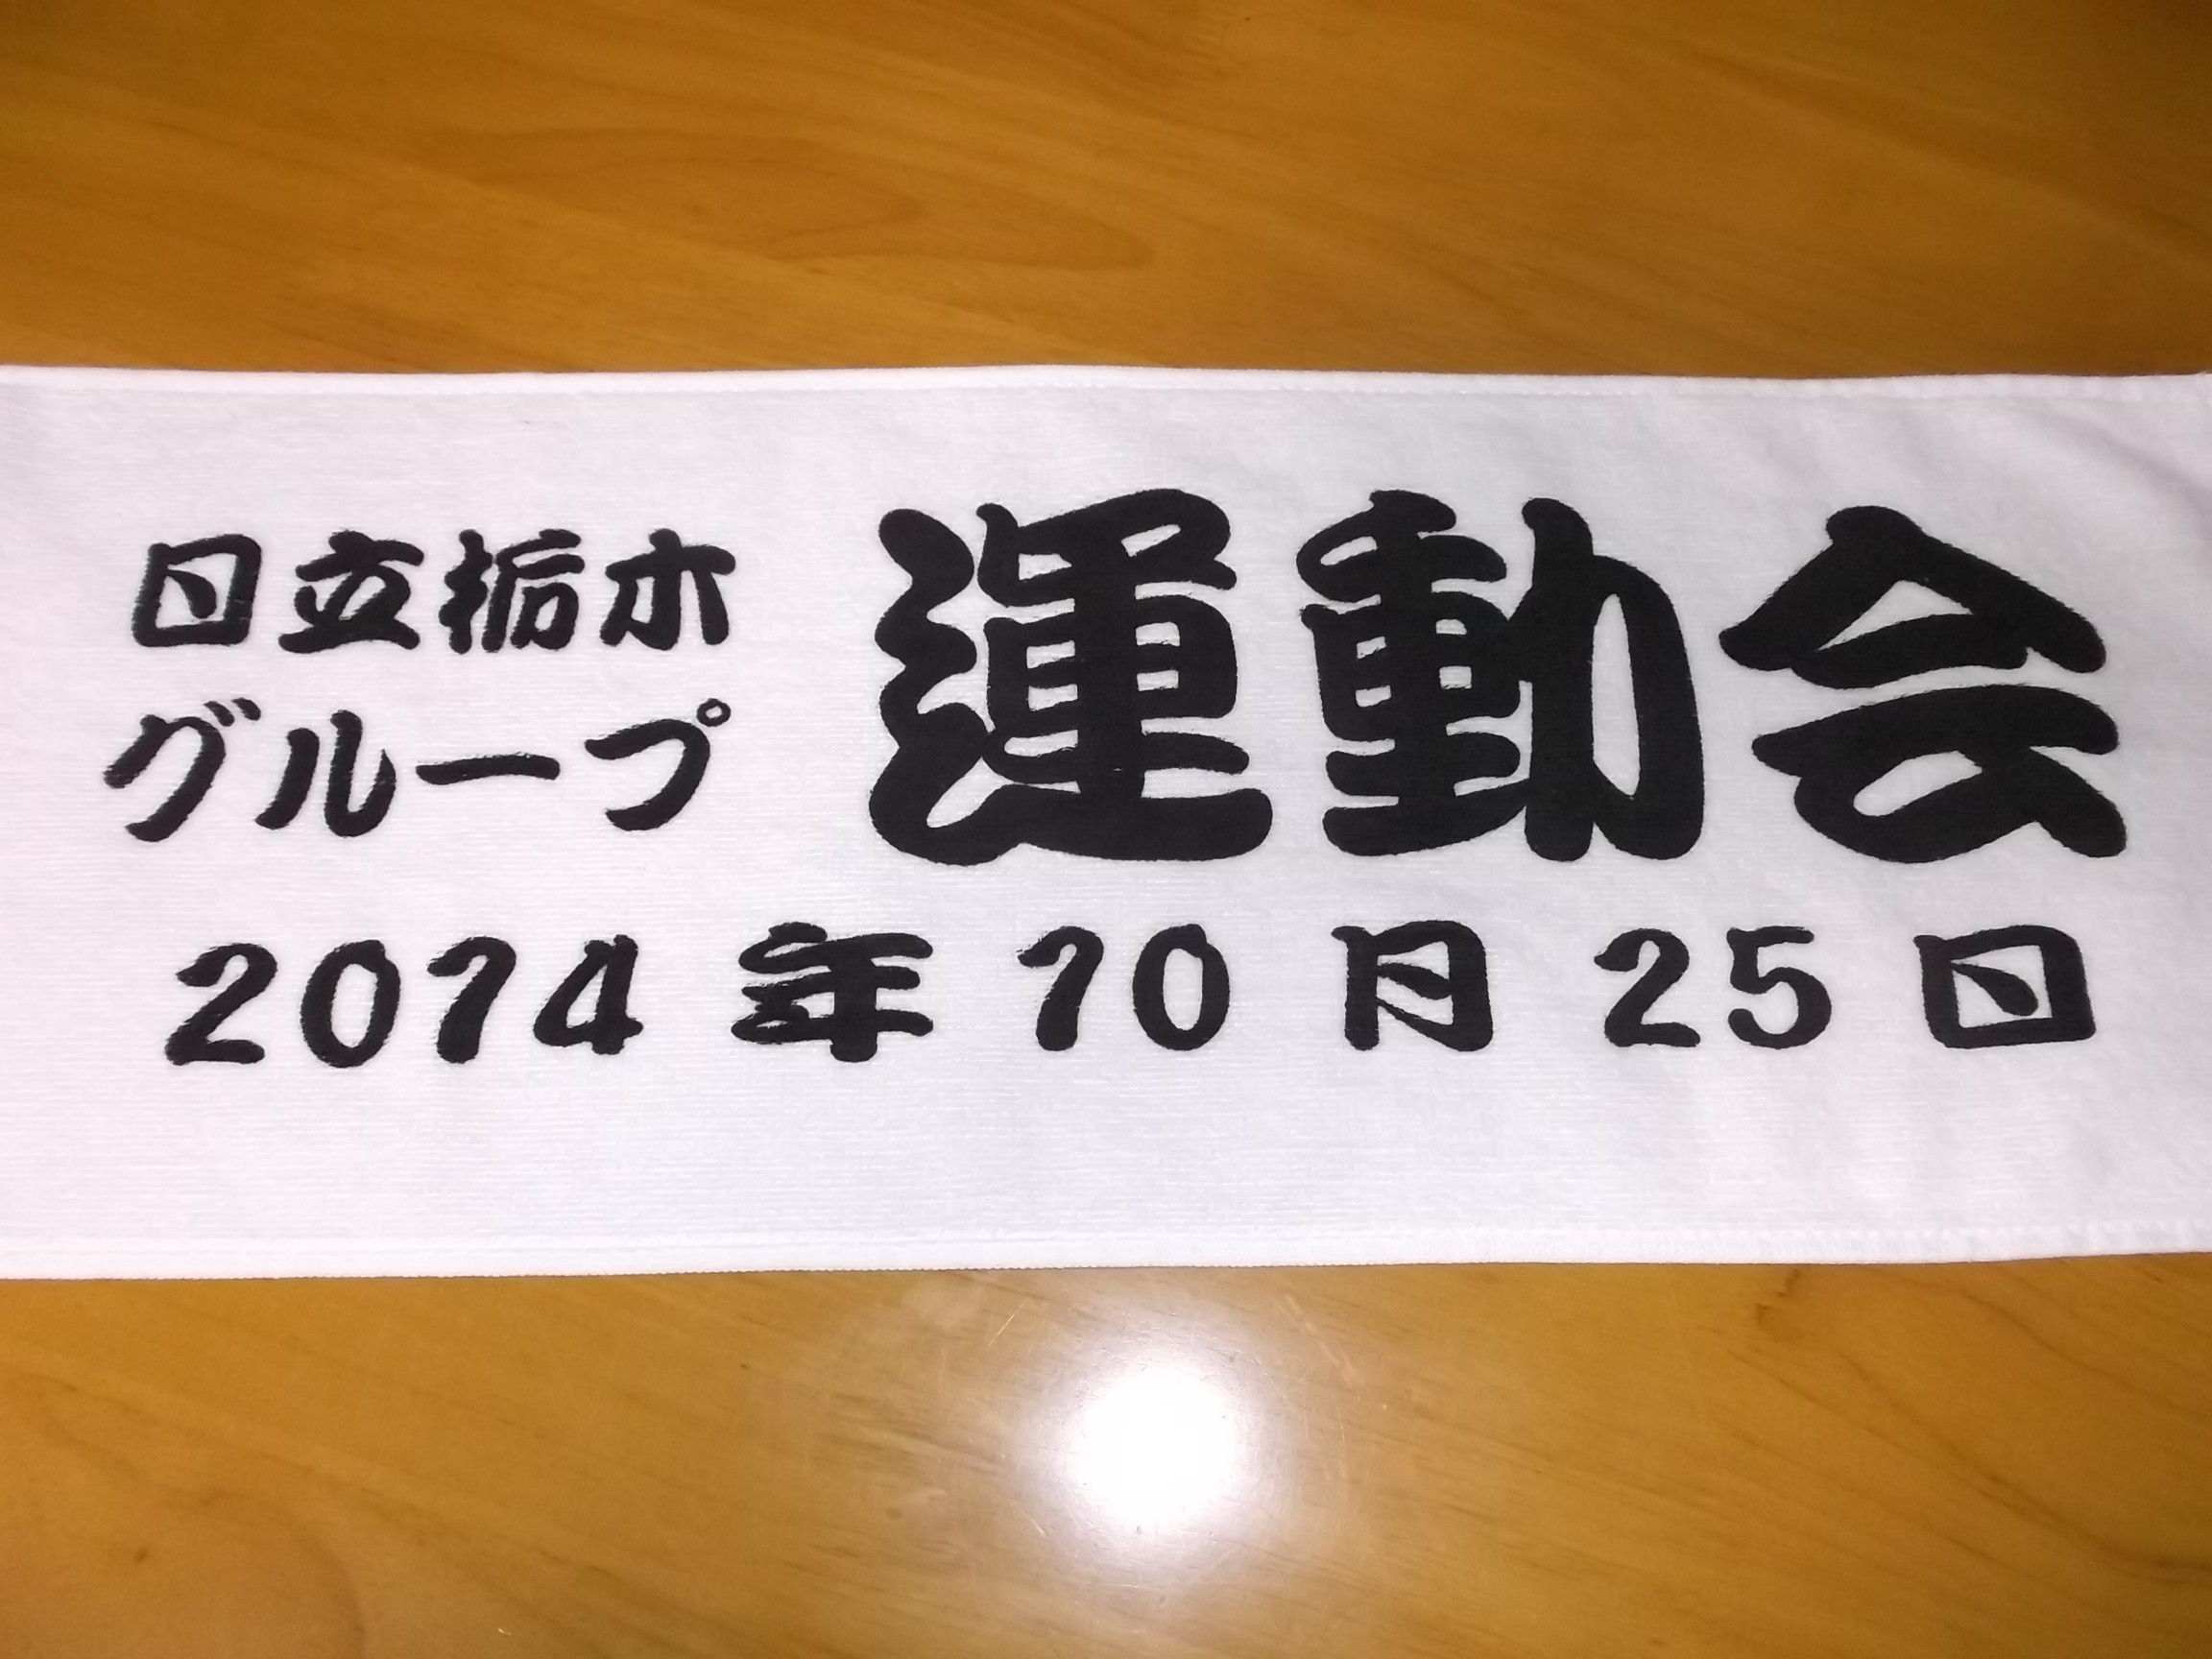 日立栃木
グループ
運動会
2014年10月25日